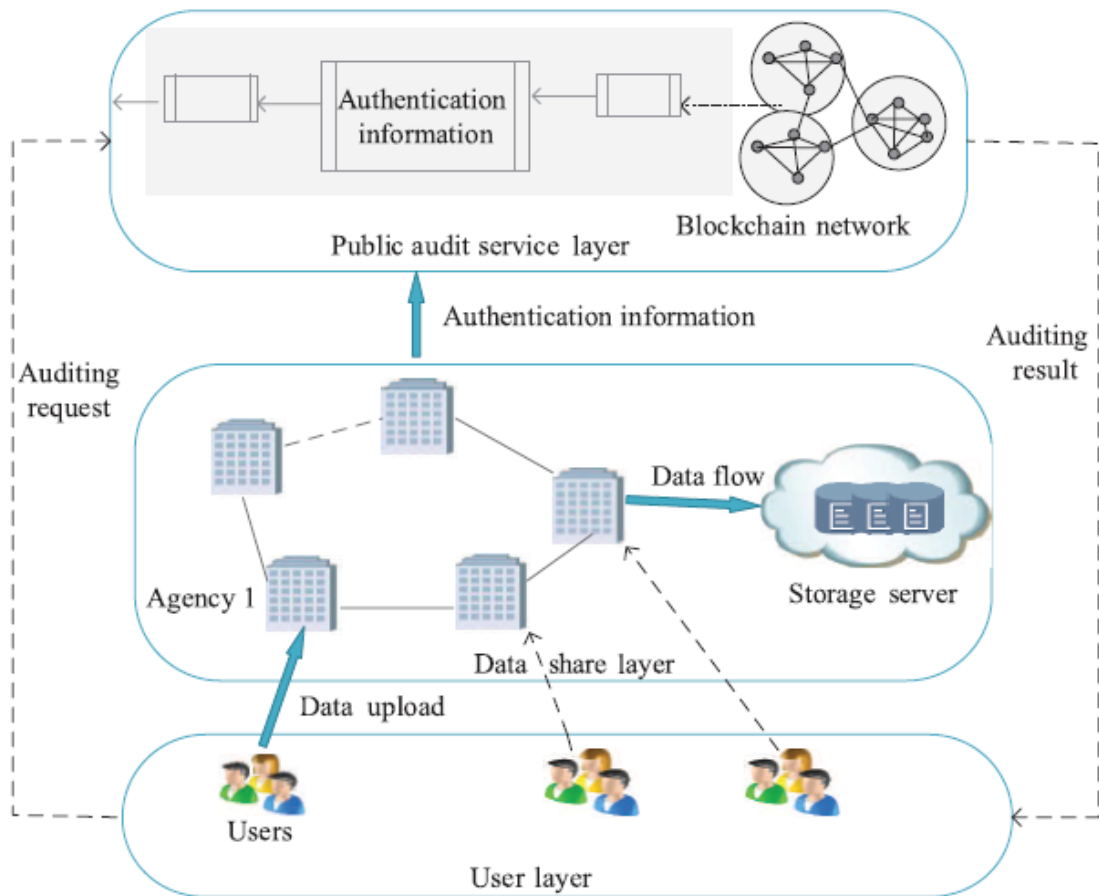 Authentication
information
Blockchain network
Public audit service layer
Authentication information
Auditing
request
Auditing
result
Data flow
Agency 1
Storage server
Data share layer
Data upload
Users
User layer